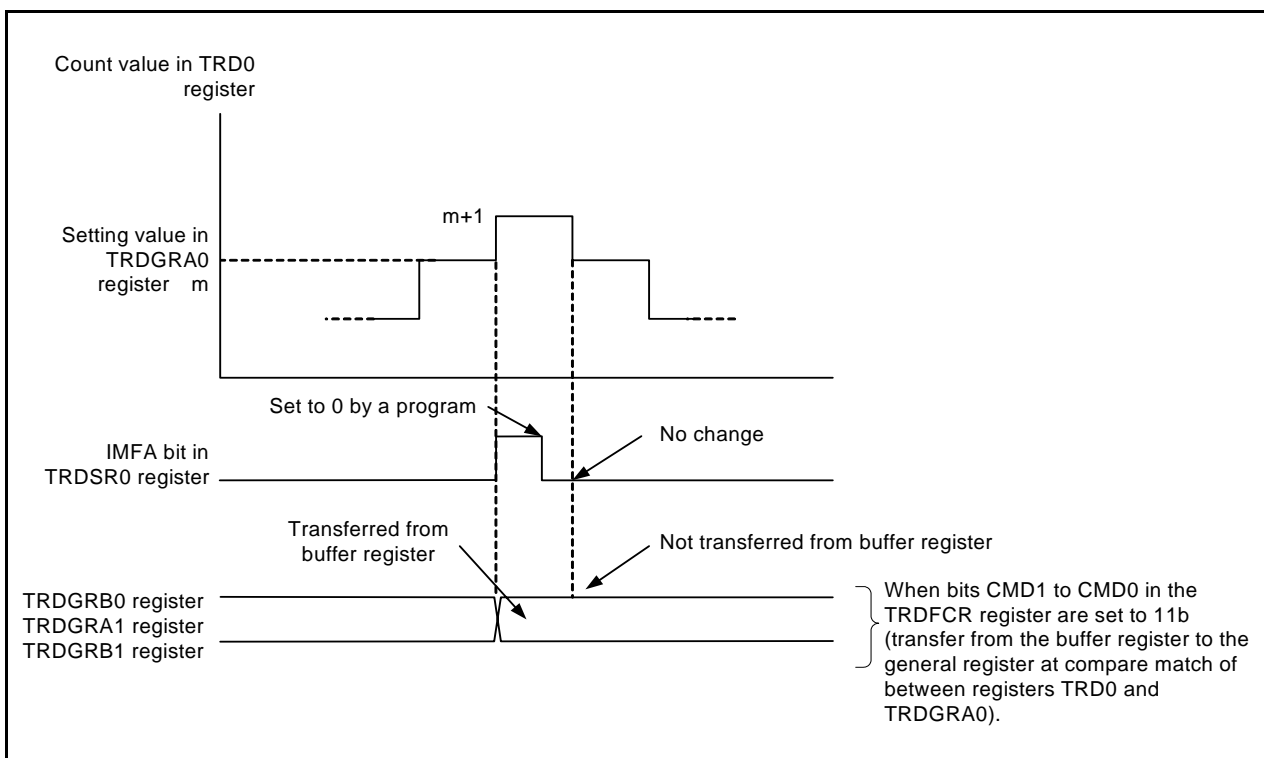 Count value in TRD0
register
m+1
Setting value in
TRDGRA0
register m
Set to 0 by a program
No change
IMFA bit in
TRDSR0 register
Transferred from
buffer register
Not transferred from buffer register
TRDGRB0 register
TRDGRA1 register
TRDGRB1 register
When bits CMD1 to CMD0 in the
TRDFCR register are set to 11b
(transfer from the buffer register to the
general register at compare match of
between registers TRD0 and
TRDGRA0).